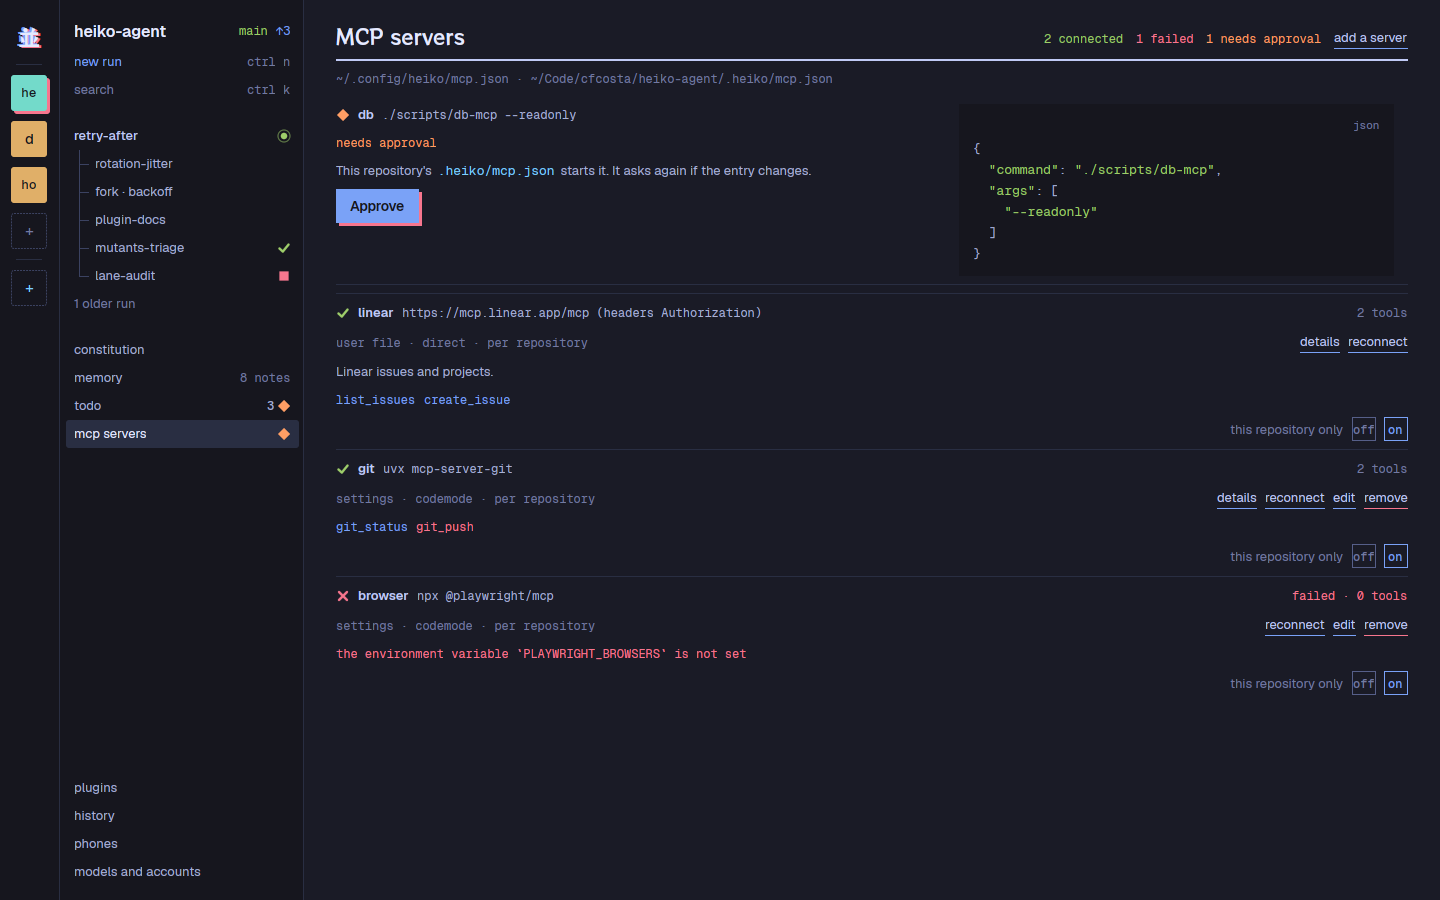 heiko-agent main ↑3
new run ctrl n
search ctrl k
he
d
ho
+
+
retry-after
rotation-jitter
fork · backoff
plugin-docs
mutants-triage
lane-audit
1 older run
constitution
memory 8 notes
todo 3
mcp servers
plugins
history
phones
models and accounts
MCP servers
2 connected 1 failed 1 needs approval add a server
~/.config/heiko/mcp.json · ~/Code/cfcosta/heiko-agent/.heiko/mcp.json
db ./scripts/db-mcp --readonly
needs approval
This repository's .heiko/mcp.json starts it. It asks again if the entry changes.
Approve
json
{
"command": "./scripts/db-mcp",
"args": [
"--readonly"
]
}
linear https://mcp.linear.app/mcp (headers Authorization) 2 tools
user file · direct · per repository details reconnect
Linear issues and projects.
list_issues create_issue
this repository only off on
git uvx mcp-server-git 2 tools
settings · codemode · per repository details reconnect edit remove
git_status git_push
this repository only off on
browser npx @playwright/mcp failed · 0 tools
settings · codemode · per repository reconnect edit remove
the environment variable `PLAYWRIGHT_BROWSERS` is not set
this repository only off on